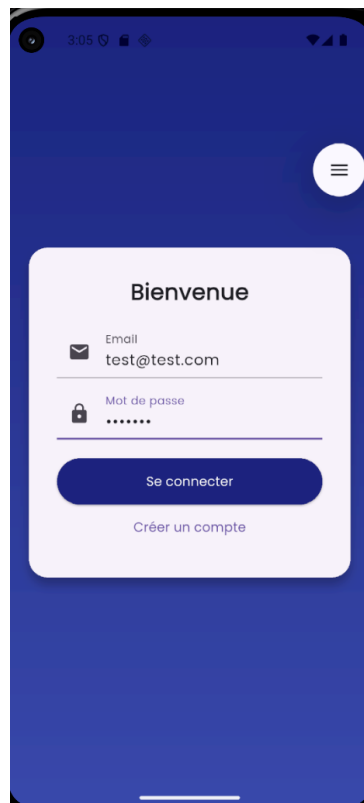 3:05
Bienvenue
Email
test@test.com
Mot de passe
•••••••
Se connecter
Créer un compte